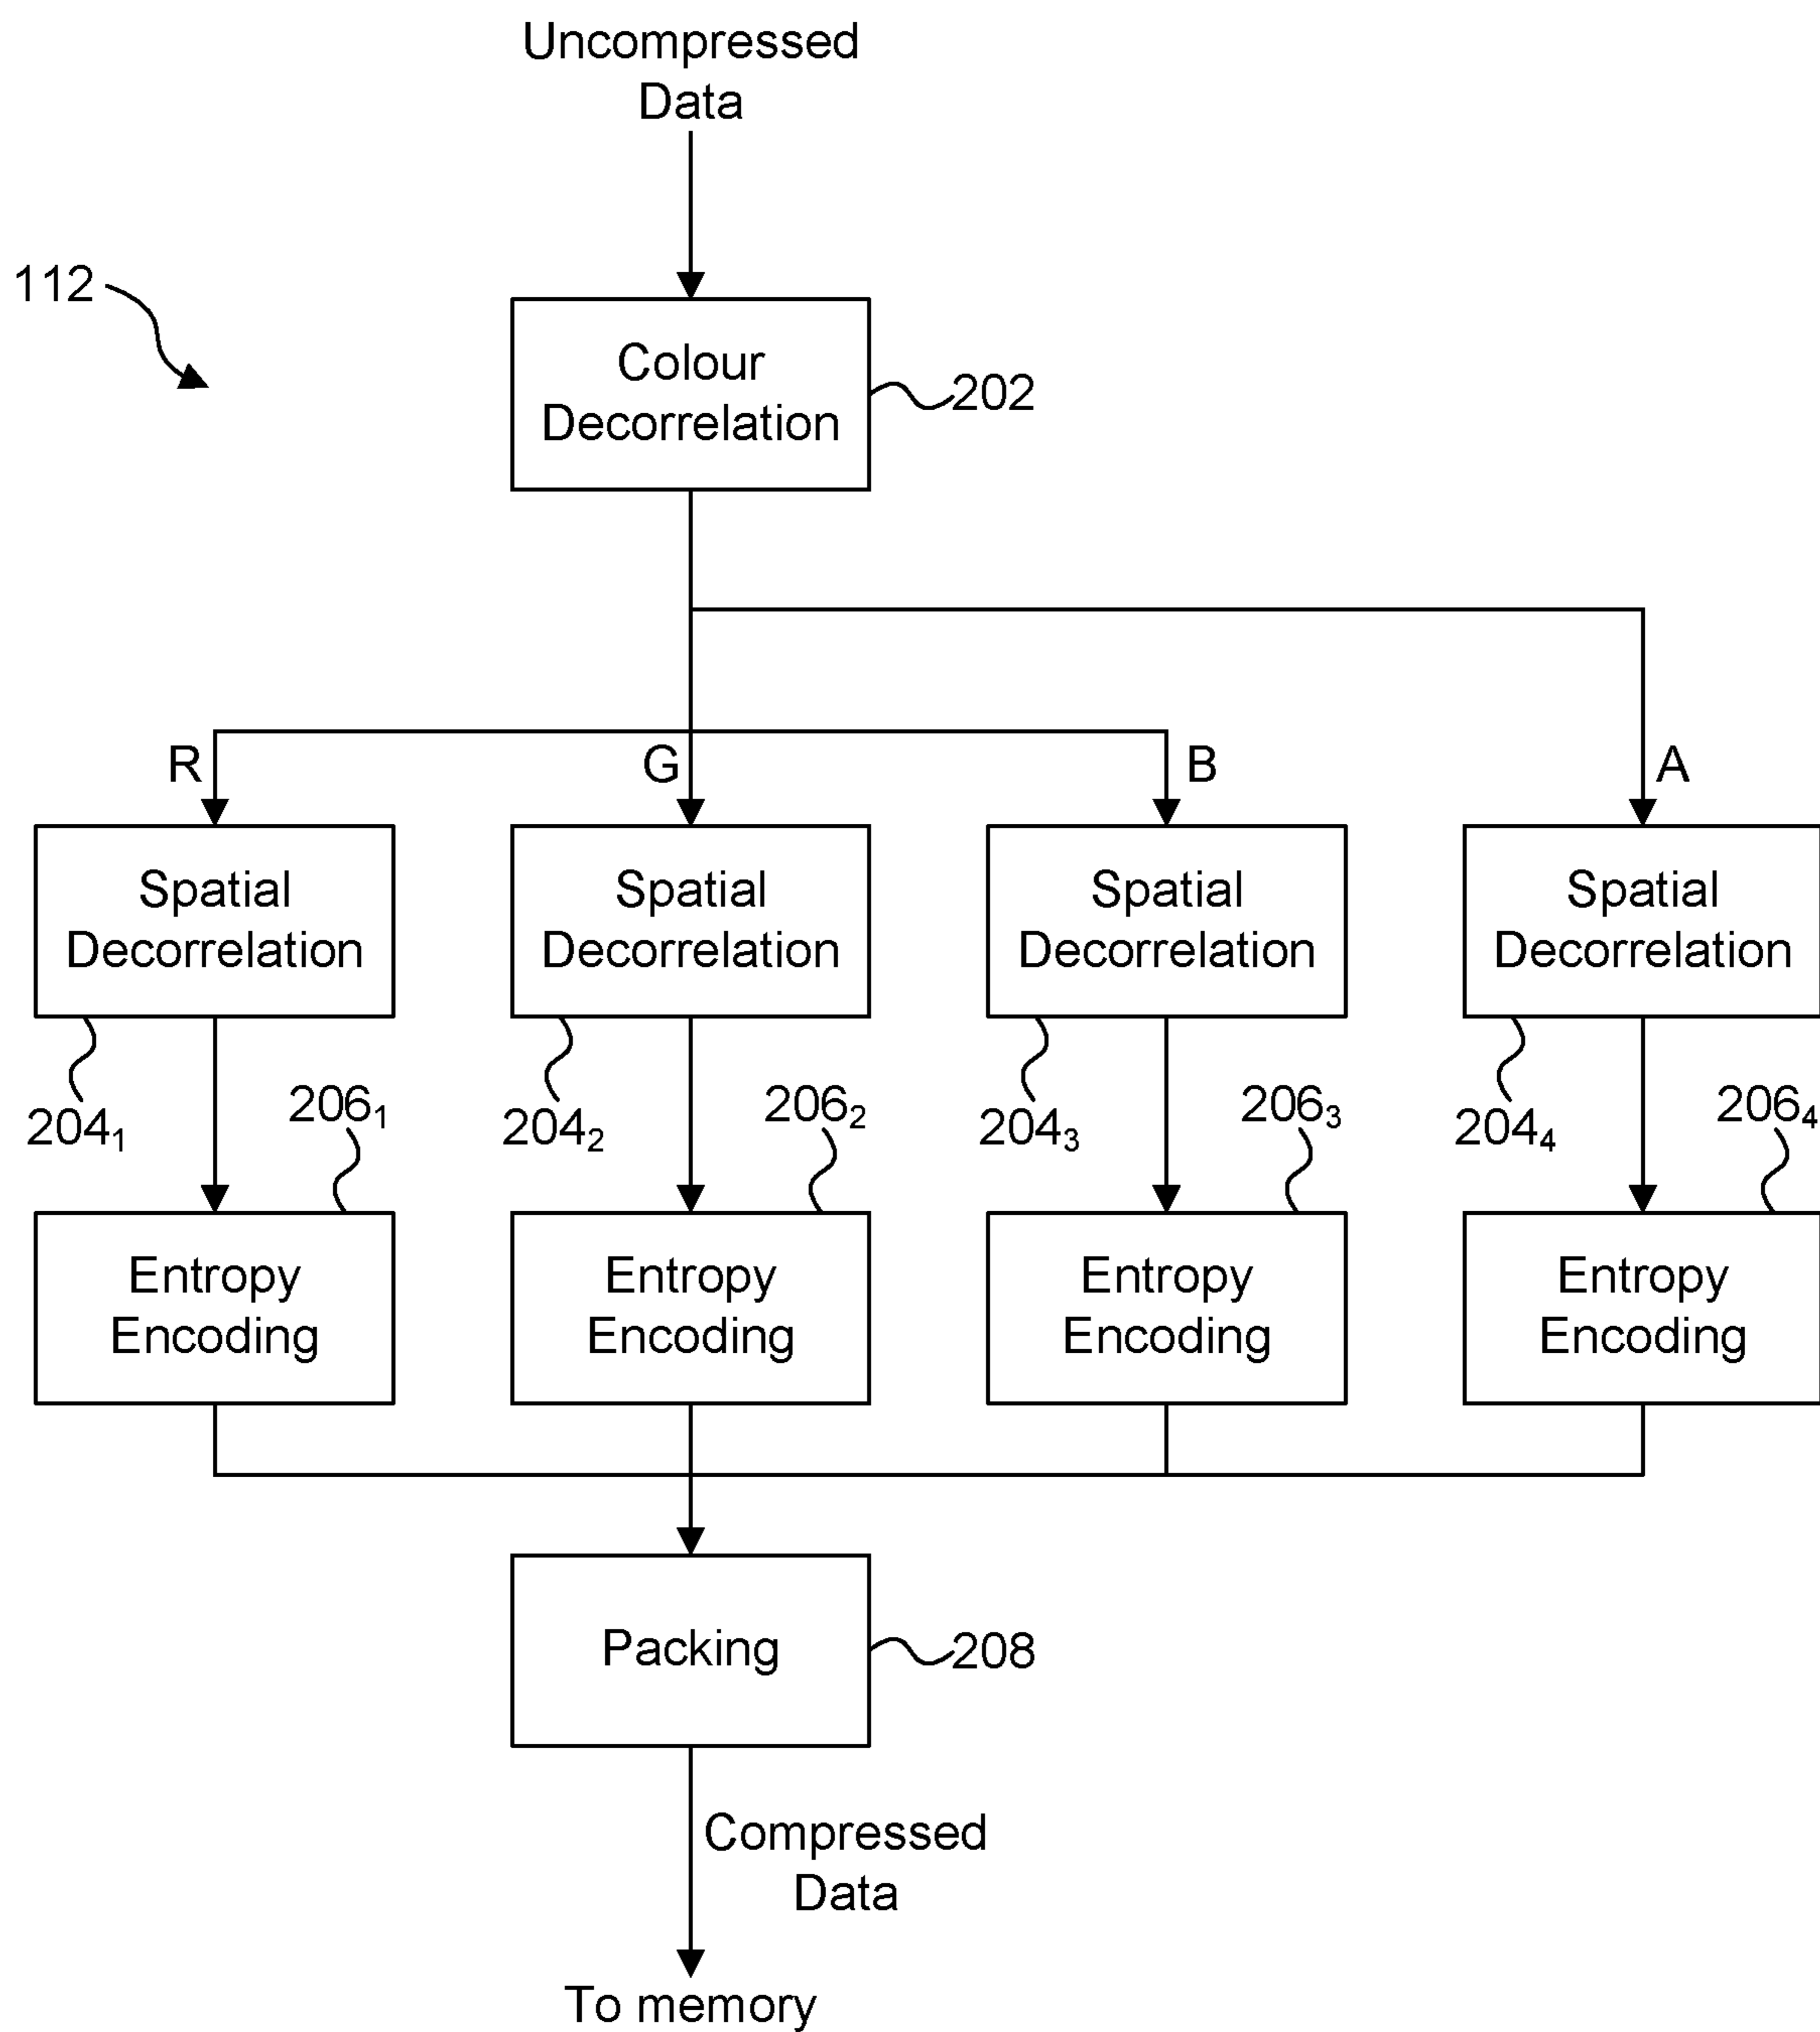 Uncompressed
Data
112
Colour
Decorrelation
202
R
G
B
A
Spatial
Decorrelation
Spatial
Decorrelation
Spatial
Decorrelation
Spatial
Decorrelation
204₁
206₁
204₂
206₂
204₃
206₃
204₄
206₄
Entropy
Encoding
Entropy
Encoding
Entropy
Encoding
Entropy
Encoding
Packing
208
Compressed
Data
To memory